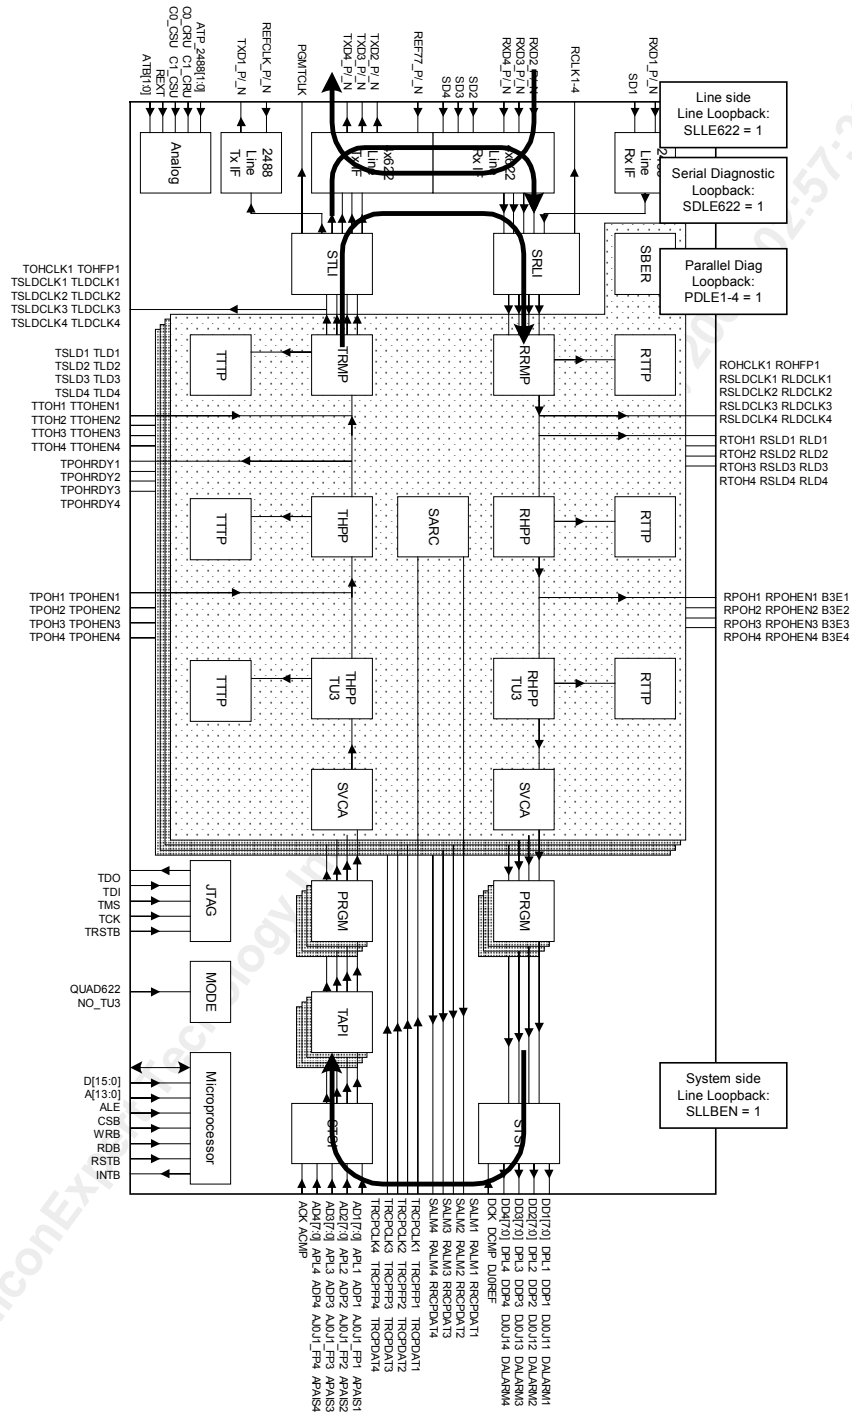 ATB[1:0]
REXT
C0_CSU C1_CSU
C0_CRU C1_CRU
ATP_2488[1:0]
TXD1_P/_N
REFCLK_P/_N
PGMTCLK
TXD4_P/_N
TXD3_P/_N
TXD2_P/_N
REF77_P/_N
SD4
SD3
SD2
RXD4_P/_N
RXD3_P/_N
RXD2_P/_N
RCLK1-4
SD1
RXD1_P/_N
Line side
Line Loopback:
SLLE622 = 1
Serial Diagnostic
Loopback:
SDLE622 = 1
Parallel Diag
Loopback:
PDLE1-4 = 1
Analog
2488
Line
Tx IF
4x622
Line
Tx IF
4x622
Line
Rx IF
Line
Rx IF
STLI
SRLI
SBER
TOHCLK1 TOHFP1
TSLDCLK1 TLDCLK1
TSLDCLK2 TLDCLK2
TSLDCLK3 TLDCLK3
TSLDCLK4 TLDCLK4
TSLD1 TLD1
TSLD2 TLD2
TSLD3 TLD3
TSLD4 TLD4
TTOH1 TTOHEN1
TTOH2 TTOHEN2
TTOH3 TTOHEN3
TTOH4 TTOHEN4
TPOHRDY1
TPOHRDY2
TPOHRDY3
TPOHRDY4
TTTP
TRMP
RRMP
RTTP
ROHCLK1 ROHFP1
RSLDCLK1 RLDCLK1
RSLDCLK2 RLDCLK2
RSLDCLK3 RLDCLK3
RSLDCLK4 RLDCLK4
RTOH1 RSLD1 RLD1
RTOH2 RSLD2 RLD2
RTOH3 RSLD3 RLD3
RTOH4 RSLD4 RLD4
TTTP
THPP
SARC
RHPP
RTTP
TPOH1 TPOHEN1
TPOH2 TPOHEN2
TPOH3 TPOHEN3
TPOH4 TPOHEN4
RPOH1 RPOHEN1 B3E1
RPOH2 RPOHEN2 B3E2
RPOH3 RPOHEN3 B3E3
RPOH4 RPOHEN4 B3E4
TTTP
THPP
TU3
RHPP
TU3
RTTP
SVCA
SVCA
TDO
TDI
TMS
TCK
TRSTB
JTAG
PRGM
PRGM
QUAD622
NO_TU3
MODE
TAPI
D[15:0]
A[13:0]
ALE
CSB
WRB
RDB
RSTB
INTB
Microprocessor
STSI
STSI
System side
Line Loopback:
SLLBEN = 1
ACK ACMP
AD4[7:0] APL4 ADP4 AJ0J1_FP4 APAIS4
AD3[7:0] APL3 ADP3 AJ0J1_FP3 APAIS3
AD2[7:0] APL2 ADP2 AJ0J1_FP2 APAIS2
AD1[7:0] APL1 ADP1 AJ0J1_FP1 APAIS1
TRCPCLK4 TRCPFP4 TRCPDAT4
TRCPCLK3 TRCPFP3 TRCPDAT3
TRCPCLK2 TRCPFP2 TRCPDAT2
TRCPCLK1 TRCPFP1 TRCPDAT1
SALM4 RALM4 RRCPDAT4
SALM3 RALM3 RRCPDAT3
SALM2 RALM2 RRCPDAT2
SALM1 RALM1 RRCPDAT1
DCK DCMP DJ0REF
DD4[7:0] DPL4 DDP4 DJ0J14 DALARM4
DD3[7:0] DPL3 DDP3 DJ0J13 DALARM3
DD2[7:0] DPL2 DDP2 DJ0J12 DALARM2
DD1[7:0] DPL1 DDP1 DJ0J11 DALARM1